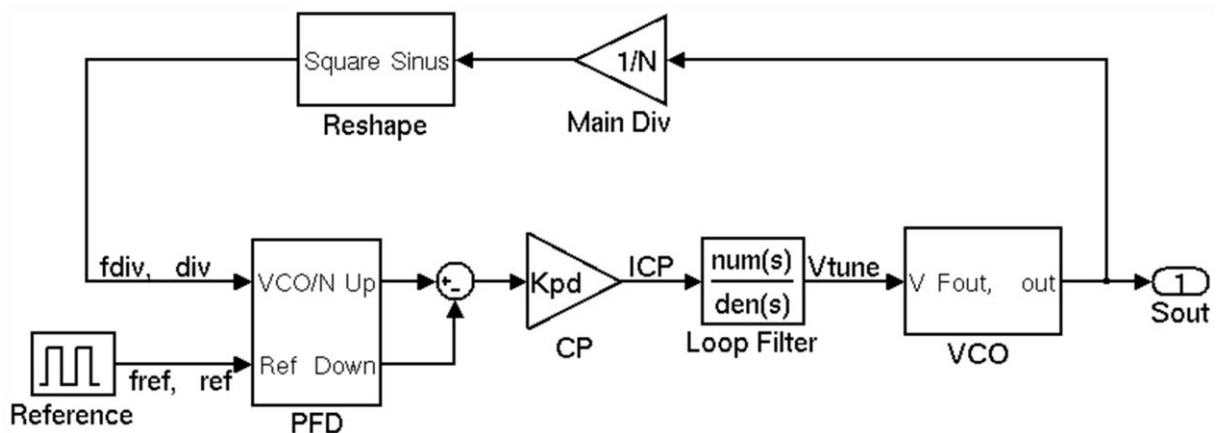 Square Sinus
Reshape
1/N
Main Div
fdiv, div
VCO/N Up
Ref Down
PFD
fref, ref
Reference
+
-
Kpd
CP
ICP
num(s)
den(s)
Loop Filter
Vtune
V Fout, out
VCO
1
Sout